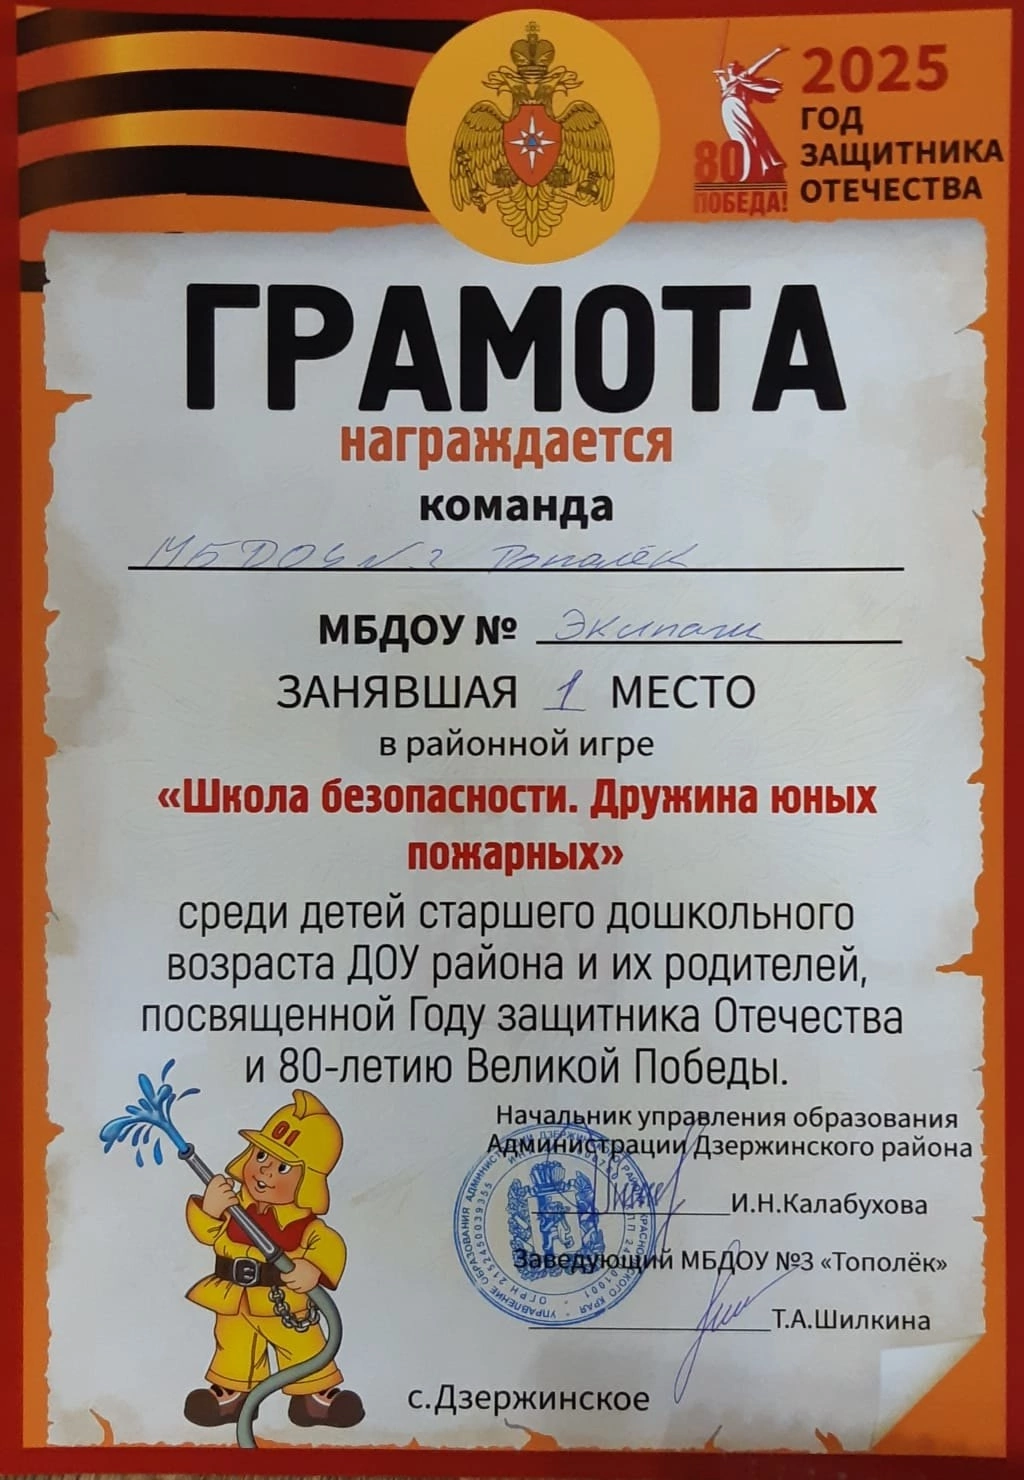 2025
ГОД
ЗАЩИТНИКА
ОТЕЧЕСТВА
80
ПОБЕДА!
ГРАМОТА
награждается
команда
МБДОУ №3 Тополёк
МБДОУ № Экипаж
ЗАНЯВШАЯ 1 МЕСТО
в районной игре
«Школа безопасности. Дружина юных
пожарных»
среди детей старшего дошкольного
возраста ДОУ района и их родителей,
посвященной Году защитника Отечества
и 80-летию Великой Победы.
01
Начальник управления образования
Администрации Дзержинского района
И.Н.Калабухова
Заведующий МБДОУ №3 «Тополёк»
Т.А.Шилкина
с.Дзержинское